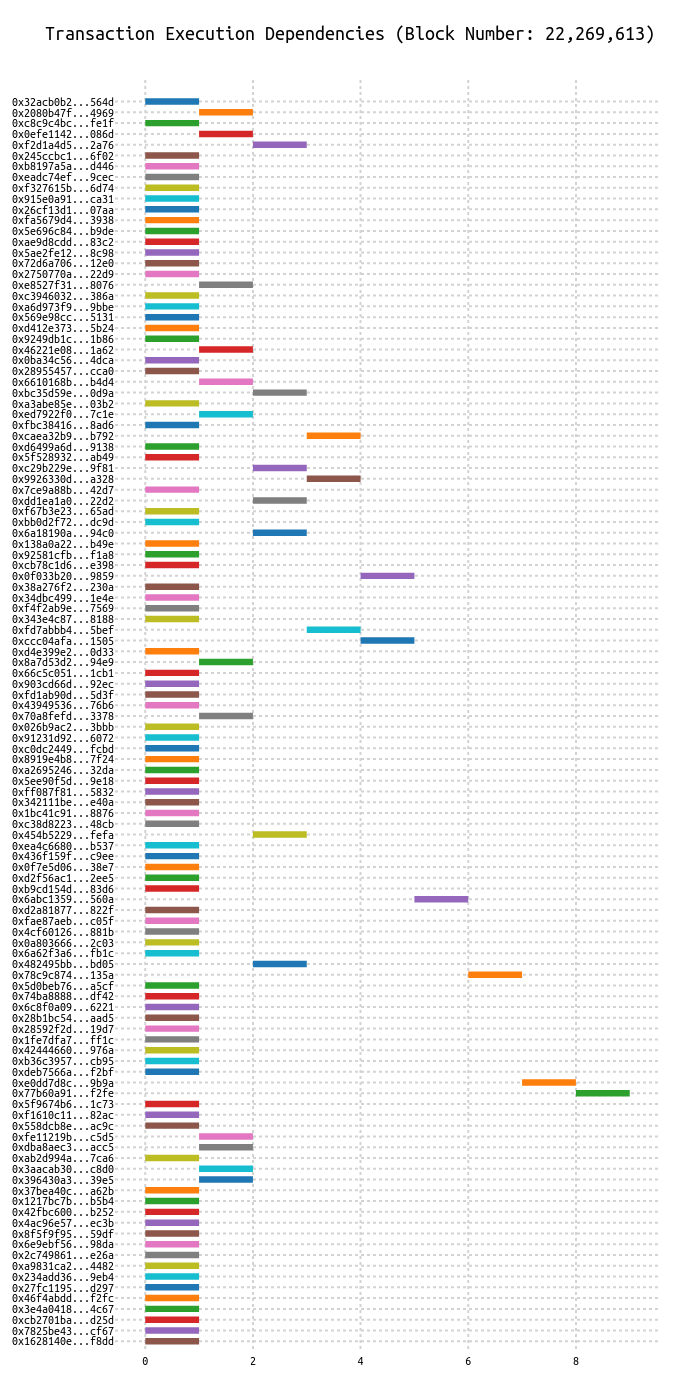 Transaction Execution Dependencies (Block Number: 22,269,613)
0x32acb0b2...564d
0x2080b47f...4969
0xc8c9c4bc...fe1f
0x0efe1142...086d
0xf2d1a4d5...2a76
0x245ccbc1...6f02
0xb8197a5a...d446
0xeadc74ef...9cec
0xf327615b...6d74
0x915e0a91...ca31
0x26cf13d1...07aa
0xfa5679d4...3938
0x5e696c84...b9de
0xae9d8cdd...83c2
0x5ae2fe12...8c98
0x72d6a706...12e0
0x2750770a...22d9
0xe8527f31...8076
0xc3946032...386a
0xa6d973f9...9bbe
0x569e98cc...5131
0xd412e373...5b24
0x9249db1c...1b86
0x46221e08...1a62
0x0ba34c56...4dca
0x28955457...cca0
0x6610168b...b4d4
0xbc35d59e...0d9a
0xa3abe85e...03b2
0xed7922f0...7c1e
0xfbc38416...8ad6
0xcaea32b9...b792
0xd6499a6d...9138
0x5f528932...ab49
0xc29b229e...9f81
0x9926330d...a328
0x7ce9a88b...42d7
0xdd1ea1a0...22d2
0xf67b3e23...65ad
0xbb0d2f72...dc9d
0x6a18190a...94c0
0x138a0a22...b49e
0x92581cfb...f1a8
0xcb78c1d6...e398
0x0f033b20...9859
0x38a276f2...230a
0x34dbc499...1e4e
0xf4f2ab9e...7569
0x343e4c87...8188
0xfd7abbb4...5bef
0xccc04afa...1505
0xd4e399e2...0d33
0x8a7d53d2...94e9
0x66c5c051...1cb1
0x903cd66d...92ec
0xfd1ab90d...5d3f
0x43949536...76b6
0x70a8fefd...3378
0x026b9ac2...3bbb
0x91231d92...6072
0xc0dc2449...fcbd
0x8919e4b8...7f24
0xa2695246...32da
0x5ee90f5d...9e18
0xff087f81...5832
0x342111be...e40a
0x1bc41c91...8876
0xc38d8223...48cb
0x454b5229...fefa
0xea4c6680...b537
0x436f159f...c9ee
0x0f7e5d06...38e7
0xd2f56ac1...2ee5
0xb9cd154d...83d6
0x6abc1359...560a
0xd2a81877...822f
0xfae87aeb...c05f
0x4cf60126...881b
0x0a803666...2c03
0x6a62f3a6...fb1c
0x482495bb...bd05
0x78c9c874...135a
0x5d0beb76...a5cf
0x74ba8888...df42
0x6c8f0a09...6221
0x28b1bc54...aad5
0x28592f2d...19d7
0x1fe7dfa7...ff1c
0x42444660...976a
0xb36c3957...cb95
0xdeb7566a...f2bf
0xe0dd7d8c...9b9a
0x77b60a91...f2fe
0x5f9674b6...1c73
0xf1610c11...82ac
0x558dcb8e...ac9c
0xfe11219b...c5d5
0xdba8aec3...acc5
0xab2d994a...7ca6
0x3aacab30...c8d0
0x396430a3...39e5
0x37bea40c...a62b
0x1217bc7b...b5b4
0x42fbc600...b252
0x4ac96e57...ec3b
0x8f5f9f95...59df
0x6e9ebf56...98da
0x2c749861...e26a
0xa9831ca2...4482
0x234add36...9eb4
0x27fc1195...d297
0x46f4abdd...f2fc
0x3e4a0418...4c67
0xcb2701ba...d25d
0x7825be43...cf67
0x1628140e...f8dd
0 2 4 6 8